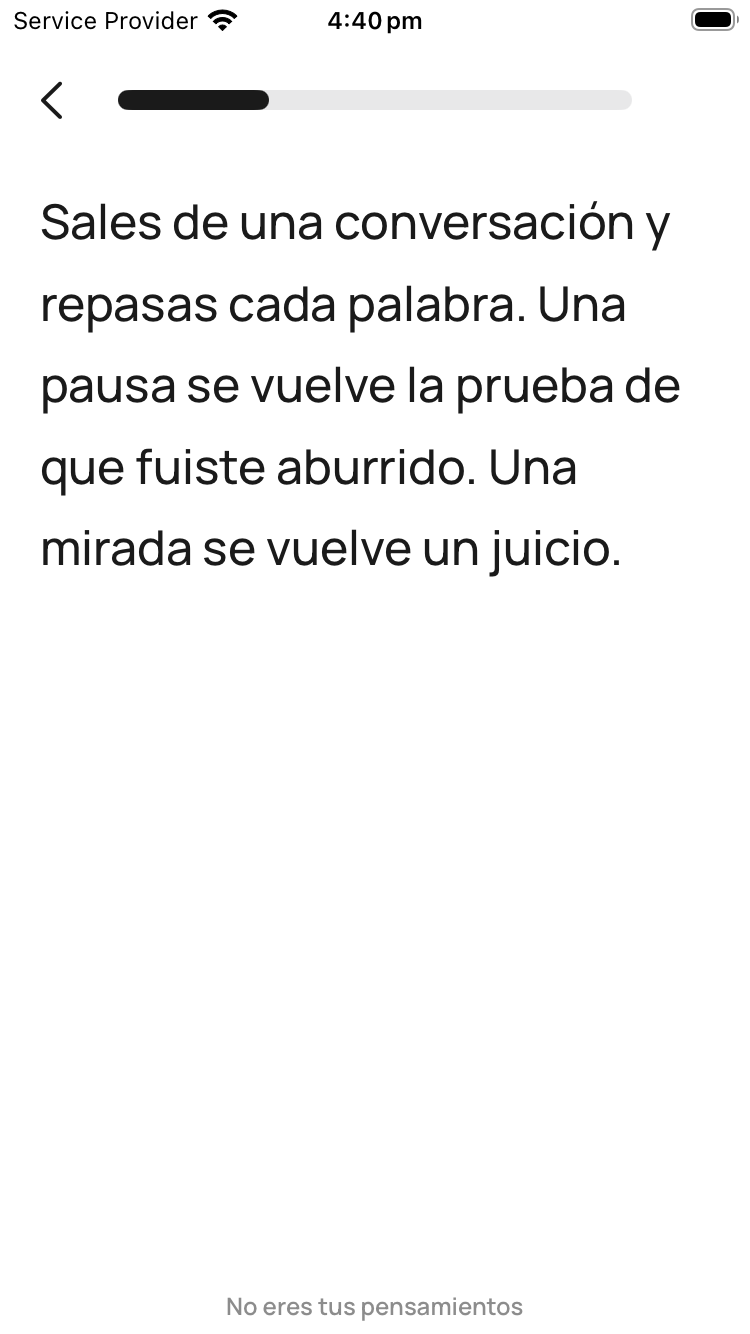 Service Provider
4:40 pm
Sales de una conversación y
repasas cada palabra. Una
pausa se vuelve la prueba de
que fuiste aburrido. Una
mirada se vuelve un juicio.
No eres tus pensamientos